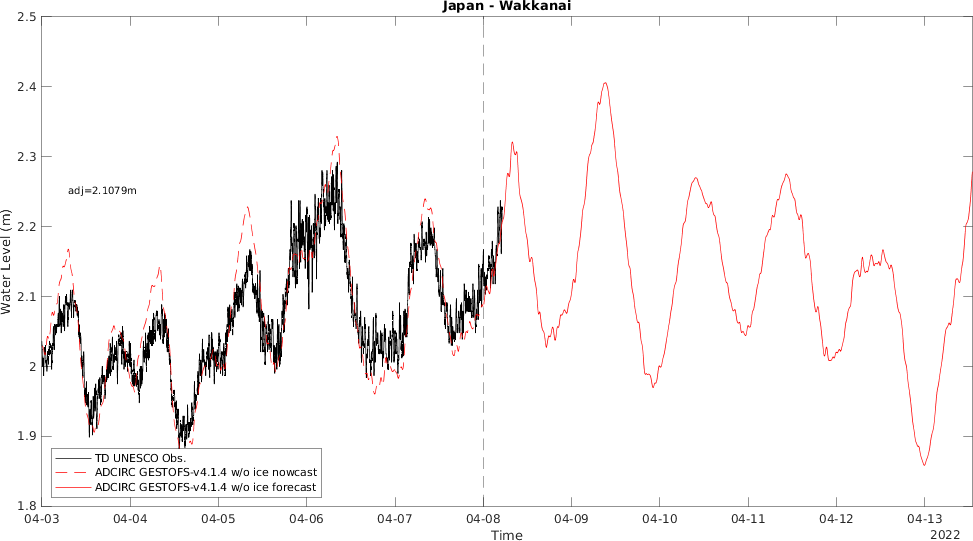 Japan - Wakkanai
2.5
2.4
2.3
2.2
2.1
2
1.9
1.8
Water Level (m)
adj=2.1079m
TD UNESCO Obs.
ADCIRC GESTOFS-v4.1.4 w/o ice nowcast
ADCIRC GESTOFS-v4.1.4 w/o ice forecast
04-03 04-04 04-05 04-06 04-07 04-08 04-09 04-10 04-11 04-12 04-13
Time
2022